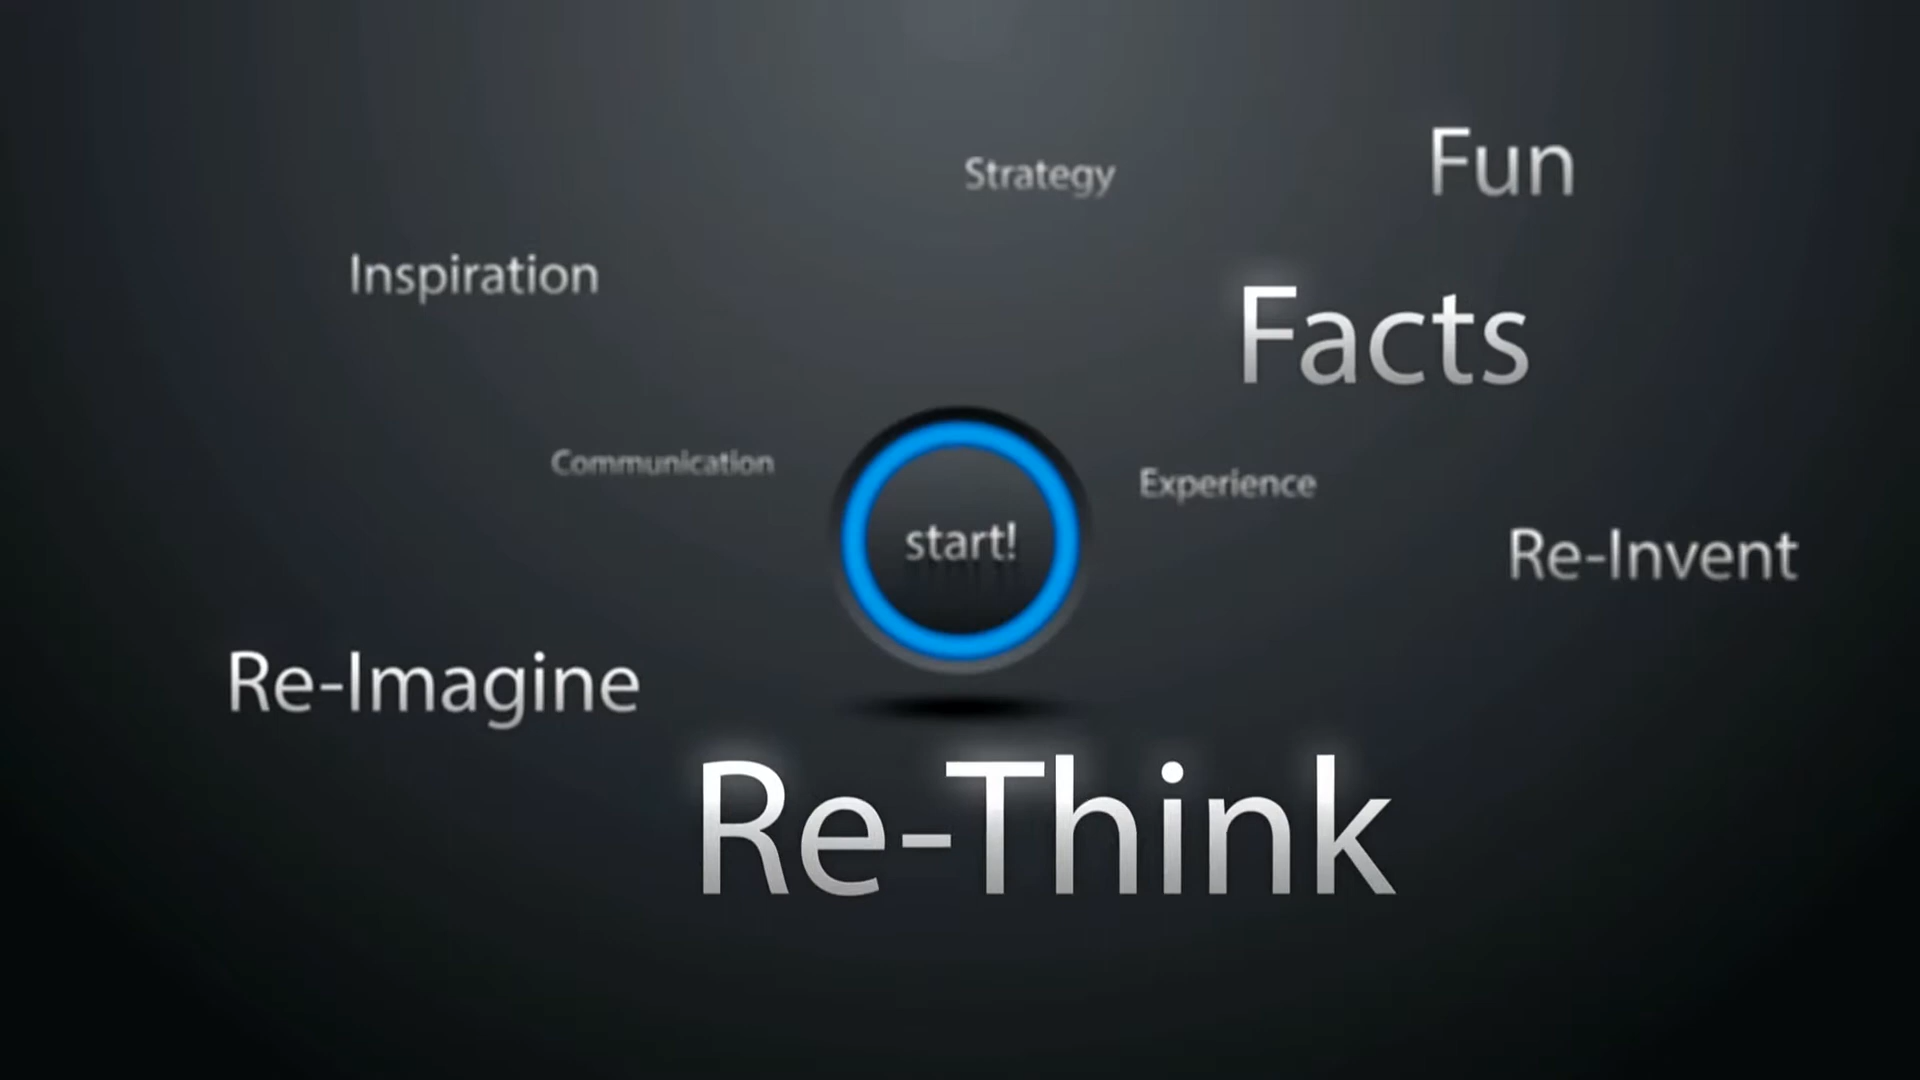 Fun
Strategy
Inspiration
Facts
Communication
Experience
start!
Re-Invent
Re-Imagine
Re-Think